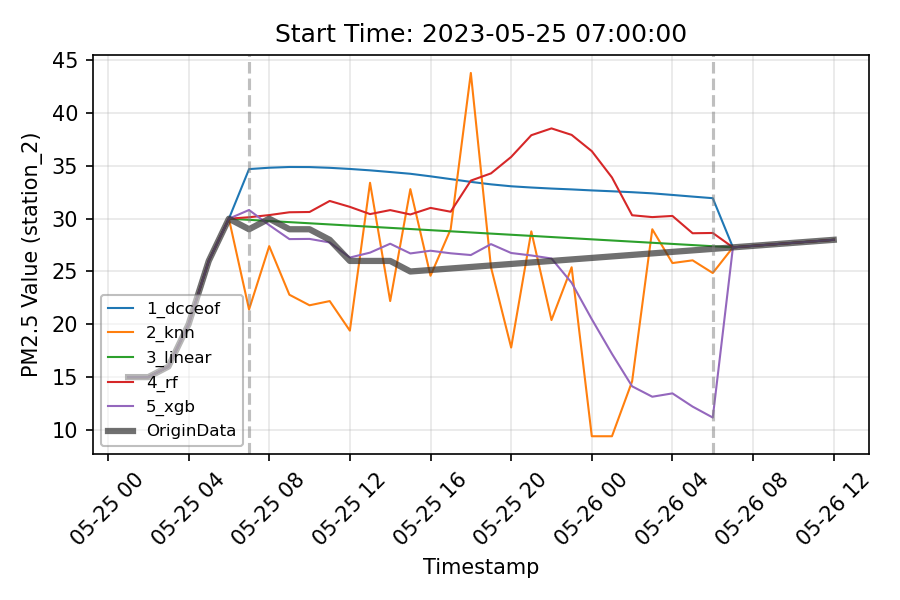 Start Time: 2023-05-25 07:00:00
PM2.5 Value (station_2)
45
40
35
30
25
20
15
10
1_dcceof
2_knn
3_linear
4_rf
5_xgb
OriginData
05-25 00
05-25 04
05-25 08
05-25 12
05-25 16
05-25 20
05-26 00
05-26 04
05-26 08
05-26 12
Timestamp